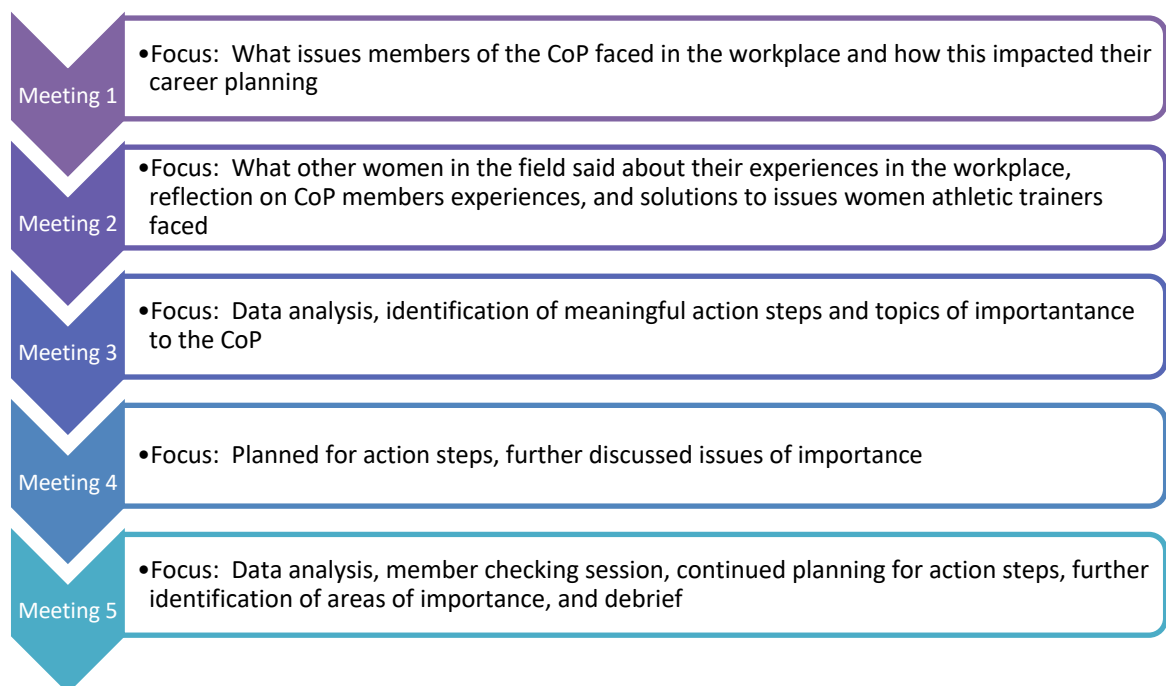 Meeting 1
•Focus:  What issues members of the CoP faced in the workplace and how this impacted their
career planning
Meeting 2
•Focus:  What other women in the field said about their experiences in the workplace,
reflection on CoP members experiences, and solutions to issues women athletic trainers
faced
Meeting 3
•Focus:  Data analysis, identification of meaningful action steps and topics of importantance
to the CoP
Meeting 4
•Focus:  Planned for action steps, further discussed issues of importance
Meeting 5
•Focus:  Data analysis, member checking session, continued planning for action steps, further
identification of areas of importance, and debrief